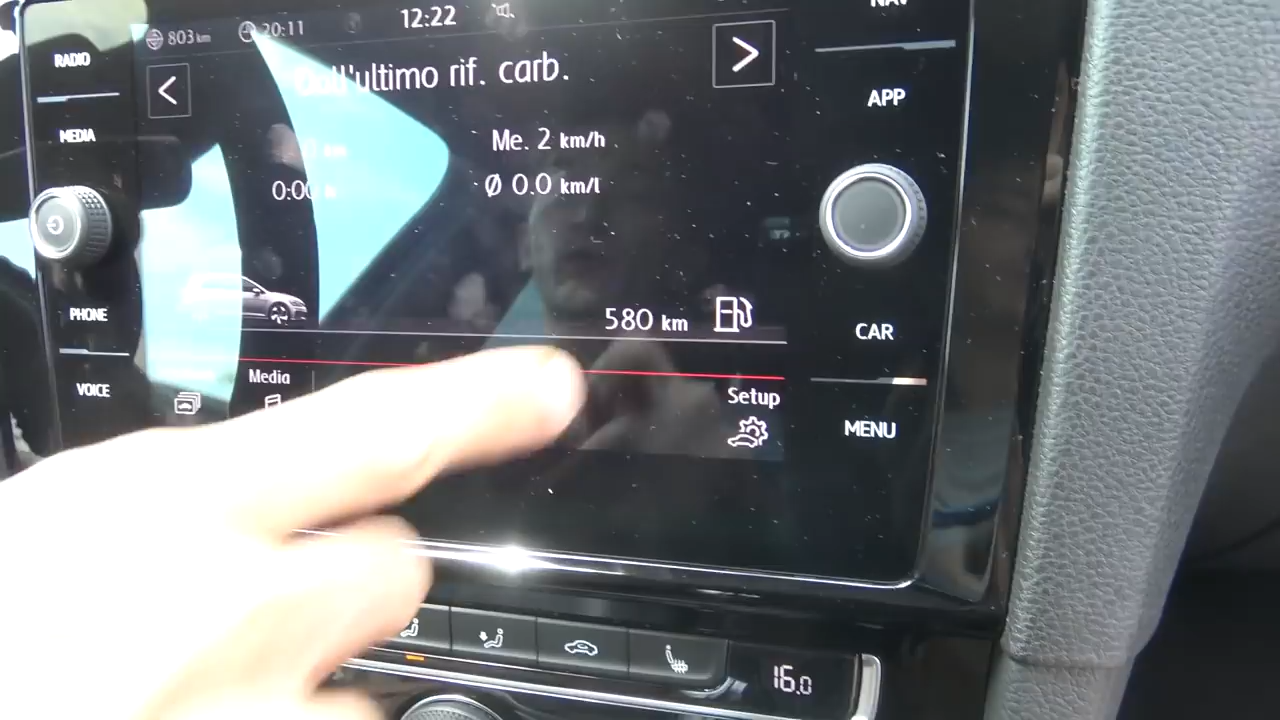 803 km
20:11
12:22
NAV
RADIO
Dall'ultimo rif. carb.
APP
MEDIA
Me. 2 km/h
0:00
Ø 0.0 km/l
PHONE
580 km
CAR
VOICE
Media
Setup
MENU
16.0